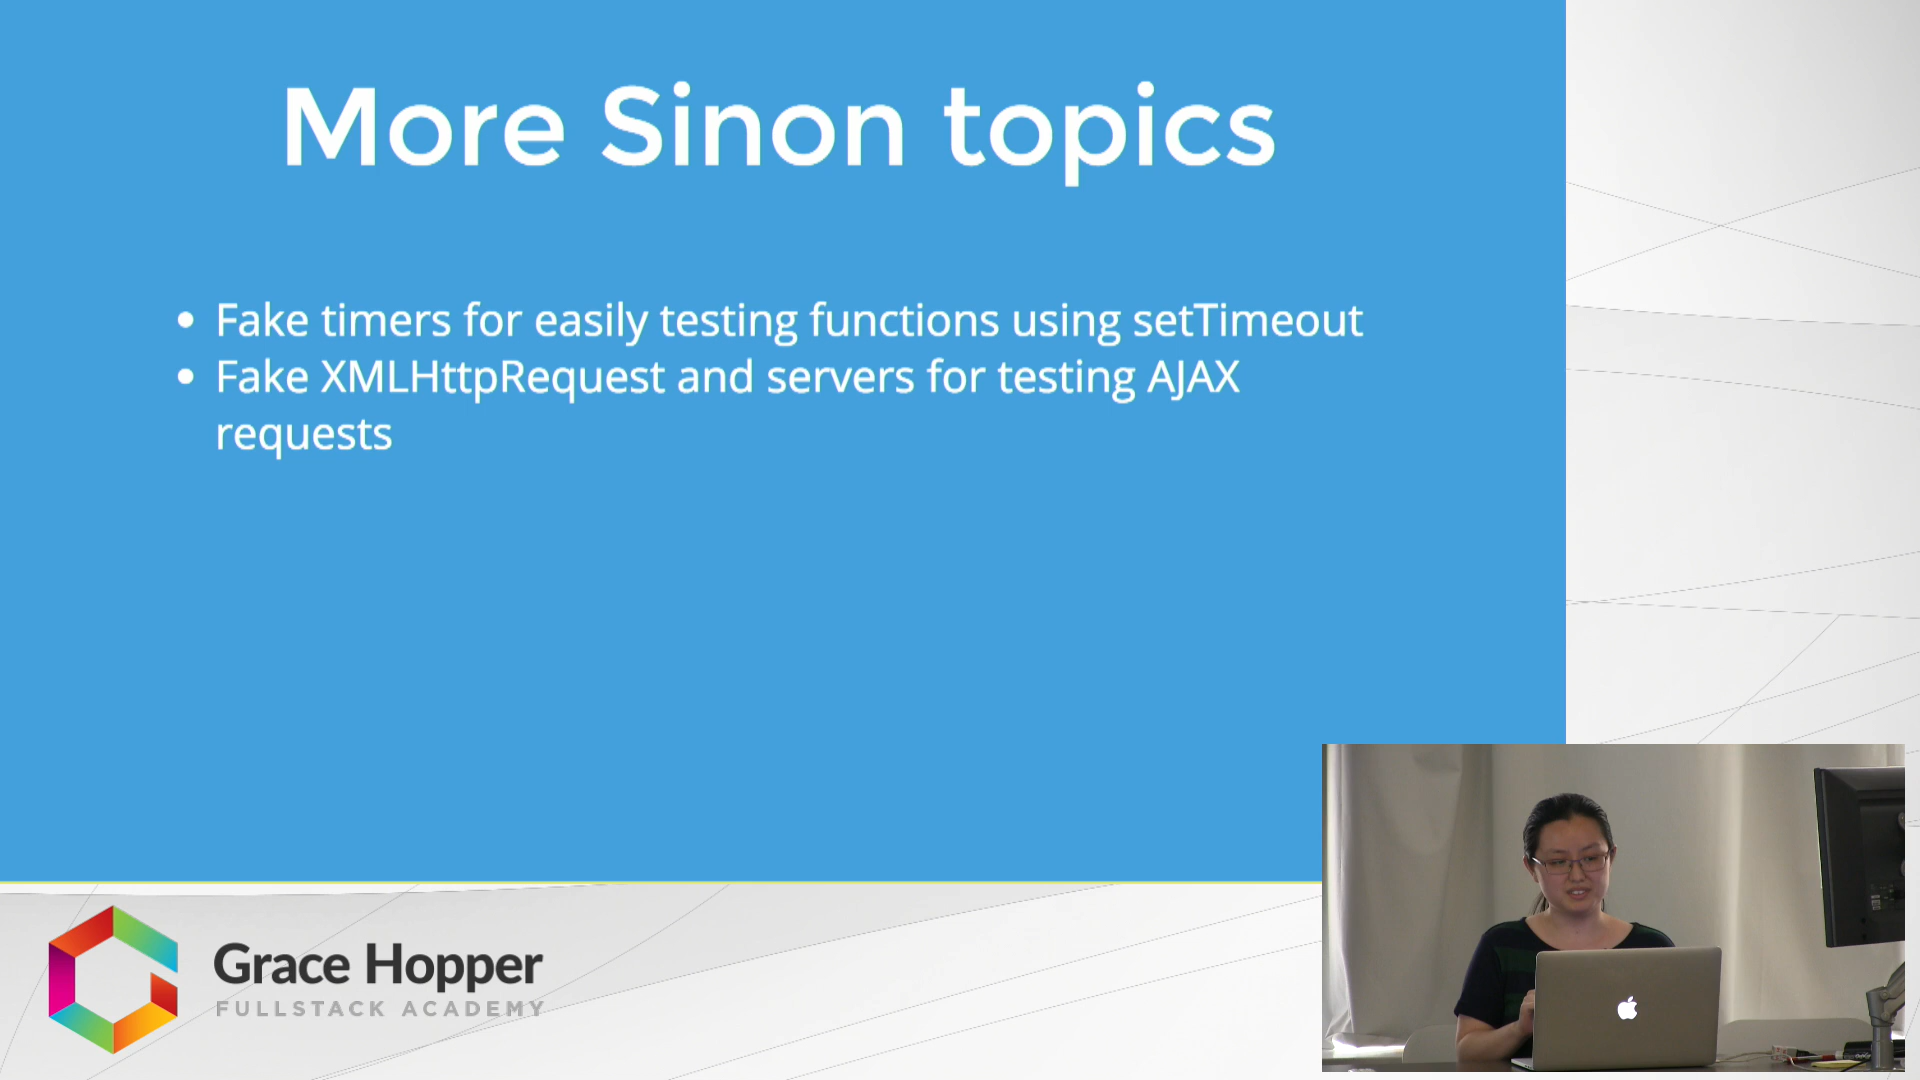 More Sinon topics
Fake timers for easily testing functions using setTimeout
Fake XMLHttpRequest and servers for testing AJAX
requests
Grace Hopper
FULLSTACK ACADEMY